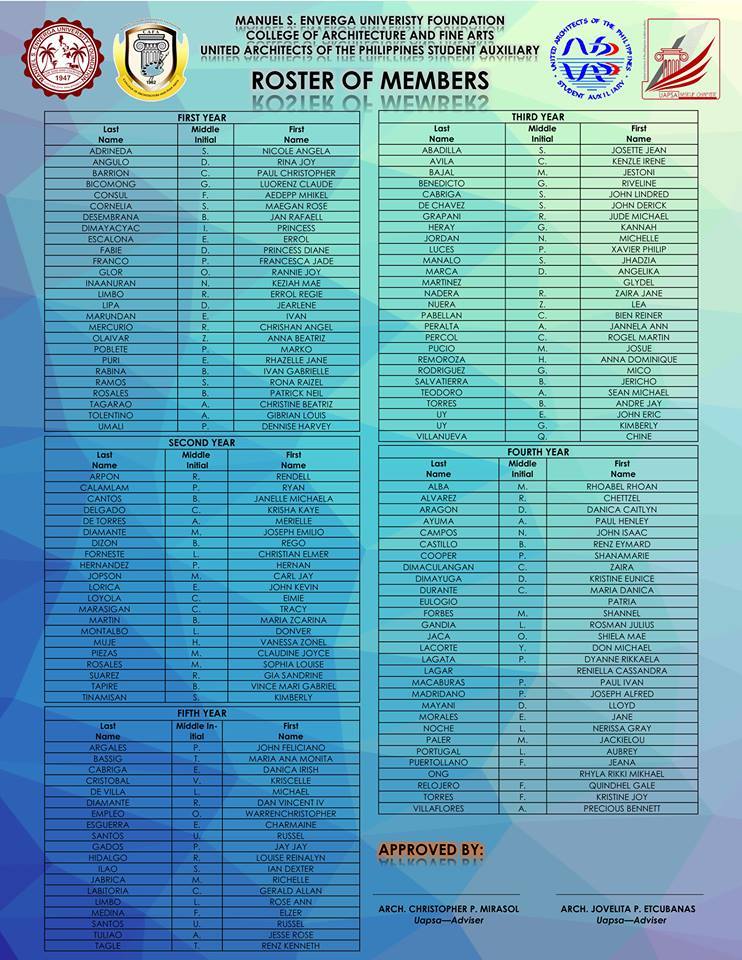 MANUEL S. ENVERGA UNIVERISTY FOUNDATION
COLLEGE OF ARCHITECTURE AND FINE ARTS
UNITED ARCHITECTS OF THE PHILIPPINES STUDENT AUXILIARY
ROSTER OF MEMBERS
FIRST YEAR
Last Name Middle Initial First Name
ADRINEDA S. NICOLE ANGELA
ANGULO D. RINA JOY
BARRION C. PAUL CHRISTOPHER
BICOMONG G. LUORENZ CLAUDE
CONSUL F. AEDEPP MHIKEL
CORNELIA S. MAEGAN ROSE
DESEMBRANA B. JAN RAFAELL
DIMAYACYAC I. PRINCESS
ESCALONA E. ERROL
FABIE D. PRINCESS DIANE
FRANCO P. FRANCESCA JADE
GLOR O. RANNIE JOY
INAANURAN N. KEZIAH MAE
LIMBO R. ERROL REGIE
LIPA D. JEARLENE
MARUNDAN E. IVAN
MERCURIO R. CHRISHAN ANGEL
OLAIVAR Z. ANNA BEATRIZ
POBLETE P. MARKO
PURI E. RHAZELLE JANE
RABINA B. IVAN GABRIELLE
RAMOS S. RONA RAIZEL
ROSALES B. PATRICK NEIL
TAGARAO A. CHRISTINE BEATRIZ
TOLENTINO A. GIBRIAN LOUIS
UMALI P. DENNISE HARVEY
SECOND YEAR
Last Name Middle Initial First Name
ARPON R. RENDELL
CALAMLAM P. RYAN
CANTOS B. JANELLE MICHAELA
DELGADO C. KRISHA KAYE
DE TORRES A. MERIELLE
DIAMANTE M. JOSEPH EMILIO
DIZON B. REGO
FORNESTE L. CHRISTIAN ELMER
HERNANDEZ P. HERNAN
JOPSON M. CARL JAY
LORICA E. JOHN KEVIN
LOYOLA C. EIMIE
MARASIGAN C. TRACY
MARTIN B. MARIA ZCARINA
MONTALBO L. DONVER
MUJE H. VANESSA ZONEL
PIEZAS M. CLAUDINE JOYCE
ROSALES M. SOPHIA LOUISE
SUAREZ R. GIA SANDRINE
TAPIRE B. VINCE MARI GABRIEL
TINAMISAN S. KIMBERLY
FIFTH YEAR
Last Name Middle In-itial First Name
ARGALES P. JOHN FELICIANO
BASSIG T. MARIA ANA MONITA
CABRIGA E. DANICA IRISH
CRISTOBAL V. KRISCELLE
DE VILLA L. MICHAEL
DIAMANTE R. DAN VINCENT IV
EMPLEO O. WARRENCHRISTOPHER
ESGUERRA E. CHARMAINE
SANTOS U. RUSSEL
GADOS P. JAY JAY
HIDALGO R. LOUISE REINALYN
ILAO S. IAN DEXTER
JABRICA M. RICHELLE
LABITORIA C. GERALD ALLAN
LIMBO L. ROSE ANN
MEDINA F. ELZER
SANTOS U. RUSSEL
TULIAO A. JESSE ROSE
TAGLE T. RENZ KENNETH
THIRD YEAR
Last Name Middle Initial First Name
ABADILLA S. JOSETTE JEAN
AVILA C. KENZLE IRENE
BAJAL M. JESTONI
BENEDICTO G. RIVELINE
CABRIGA S. JOHN LINDRED
DE CHAVEZ S. JOHN DERICK
GRAPANI R. JUDE MICHAEL
HERAY G. KANNAH
JORDAN N. MICHELLE
LUCES P. XAVIER PHILIP
MANALO S. JHADZIA
MARCA D. ANGELIKA
MARTINEZ GLYDEL
NADERA R. ZAIRA JANE
NUERA Z. LEA
PABELLAN C. BIEN REINER
PERALTA A. JANNELA ANN
PERCOL C. ROGEL MARTIN
PUCIO M. JOSUE
REMOROZA H. ANNA DOMINIQUE
RODRIGUEZ G. MICO
SALVATIERRA B. JERICHO
TEODORO A. SEAN MICHAEL
TORRES B. ANDRE JAY
UY E. JOHN ERIC
UY G. KIMBERLY
VILLANUEVA Q. CHINE
FOURTH YEAR
Last Name Middle Initial First Name
ALBA M. RHOABEL RHOAN
ALVAREZ R. CHETTZEL
ARAGON D. DANICA CAITLYN
AYUMA A. PAUL HENLEY
CAMPOS N. JOHN ISAAC
CASTILLO B. RENZ EYMARD
COOPER P. SHANAMARIE
DIMACULANGAN C. ZAIRA
DIMAYUGA D. KRISTINE EUNICE
DURANTE C. MARIA DANICA
EULOGIO PATRIA
FORBES M. SHANNEL
GANDIA L. ROSMAN JULIUS
JACA O. SHIELA MAE
LACORTE Y. DON MICHAEL
LAGATA P. DYANNE RIKKAELA
LAGAR RENIELLA CASSANDRA
MACABURAS P. PAUL IVAN
MADRIDANO P. JOSEPH ALFRED
MAYANI D. LLOYD
MORALES E. JANE
NOCHE L. NERISSA GRAY
PALER M. JACKIELOU
PORTUGAL L. AUBREY
PUERTOLLANO F. JEANA
ONG RHYLA RIKKI MIKHAEL
RELOJERO F. QUINDHEL GALE
TORRES F. KRISTINE JOY
VILLAFLORES A. PRECIOUS BENNETT
APPROVED BY:
ARCH. CHRISTOPHER P. MIRASOL
Uapsa—Adviser
ARCH. JOVELITA P. ETCUBANAS
Uapsa—Adviser